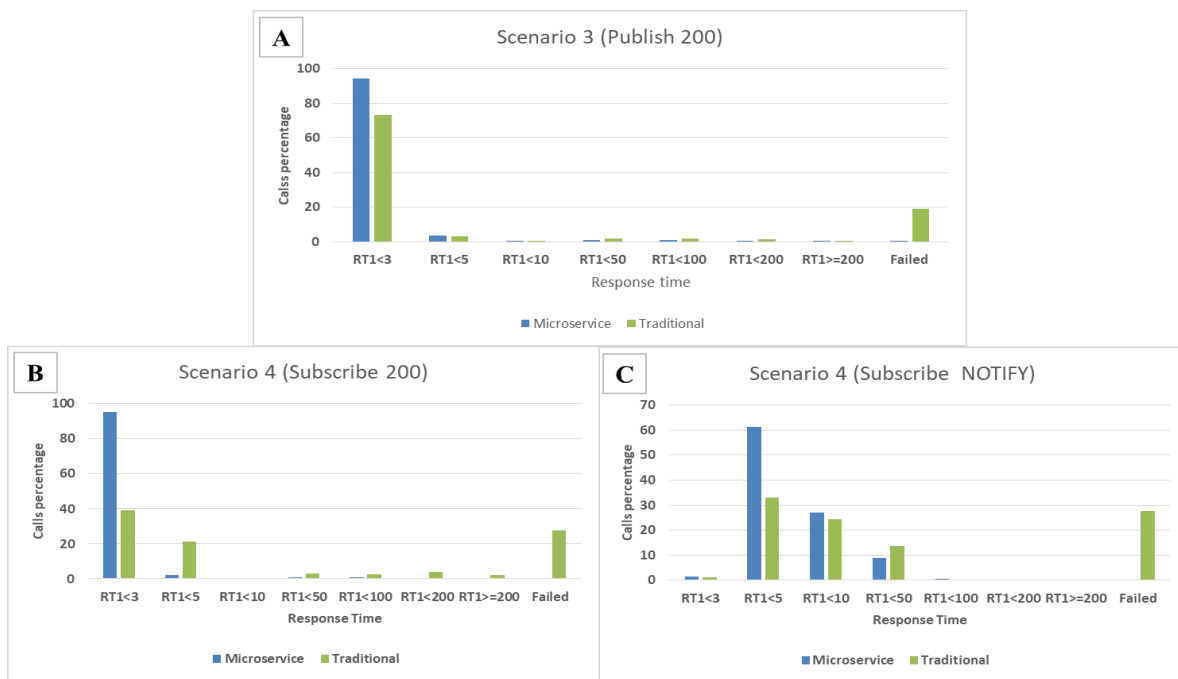 A
Scenario 3 (Publish 200)
Calss percentage
100
80
60
40
20
0
RT1<3 RT1<5 RT1<10 RT1<50 RT1<100 RT1<200 RT1>=200 Failed
Response time
Microservice Traditional
B
Scenario 4 (Subscribe 200)
Calls percentage
100
80
60
40
20
0
RT1<3 RT1<5 RT1<10 RT1<50 RT1<100 RT1<200 RT1>=200 Failed
Response Time
Microservice Traditional
C
Scenario 4 (Subscribe NOTIFY)
Calls percentage
70
60
50
40
30
20
10
0
RT1<3 RT1<5 RT1<10 RT1<50 RT1<100 RT1<200 RT1>=200 Failed
Response Time
Microservice Traditional